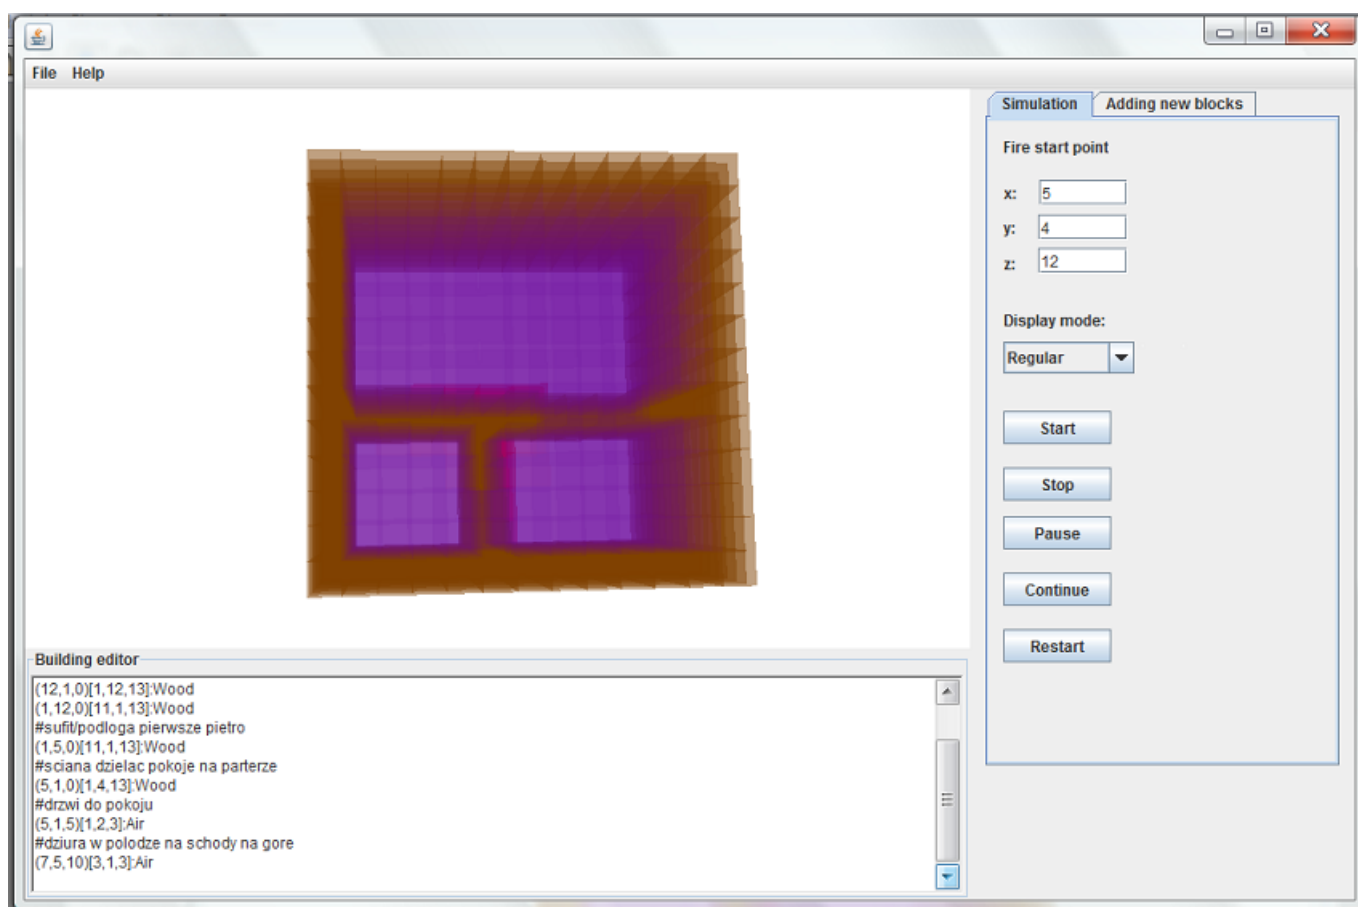 File Help
Simulation Adding new blocks
Fire start point
x: 5
y: 4
z: 12
Display mode:
Regular
Start
Stop
Pause
Continue
Restart
Building editor
(12,1,0)[1,12,13]:Wood
(1,12,0)[11,1,13]:Wood
#sufit/podloga pierwsze pietro
(1,5,0)[11,1,13]:Wood
#sciana dzielac pokoje na parterze
(5,1,0)[1,4,13]:Wood
#drzwi do pokoju
(5,1,5)[1,2,3]:Air
#dziura w polodze na schody na gore
(7,5,10)[3,1,3]:Air